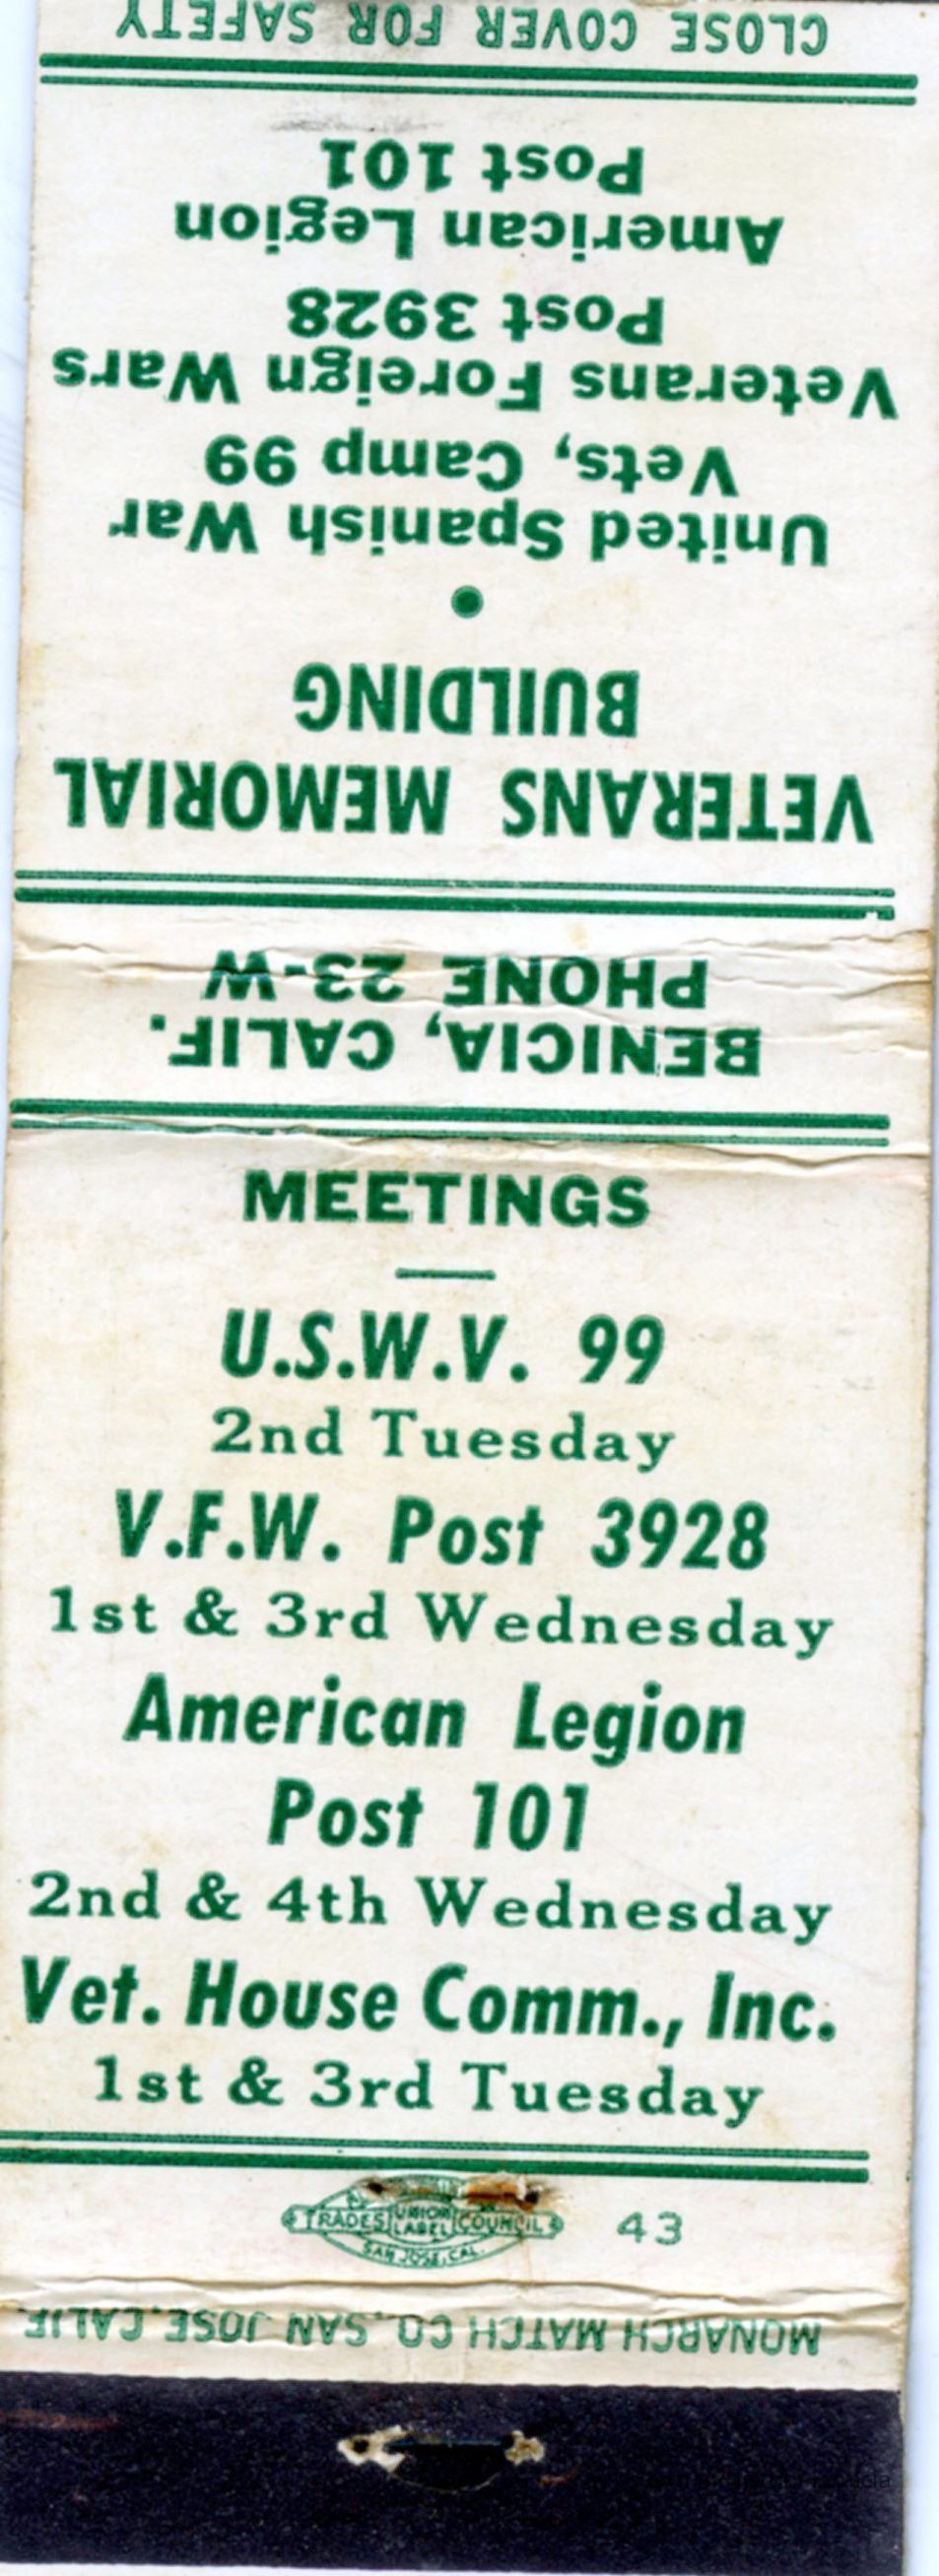 CLOSE COVER FOR SAFETY
VETERANS MEMORIAL
BUILDING
United Spanish War
Vets, Camp 99
Veterans Foreign Wars
Post 3928
American Legion
Post 101
BENICIA, CALIF.
PHONE 23-W
MEETINGS
U.S.W.V. 99
2nd Tuesday
V.F.W. Post 3928
1st & 3rd Wednesday
American Legion
Post 101
2nd & 4th Wednesday
Vet. House Comm., Inc.
1st & 3rd Tuesday
TRADES UNION LABEL COUNCIL 43
SAN JOSE, CAL.
MONARCH MATCH CO., SAN JOSE, CALIF.